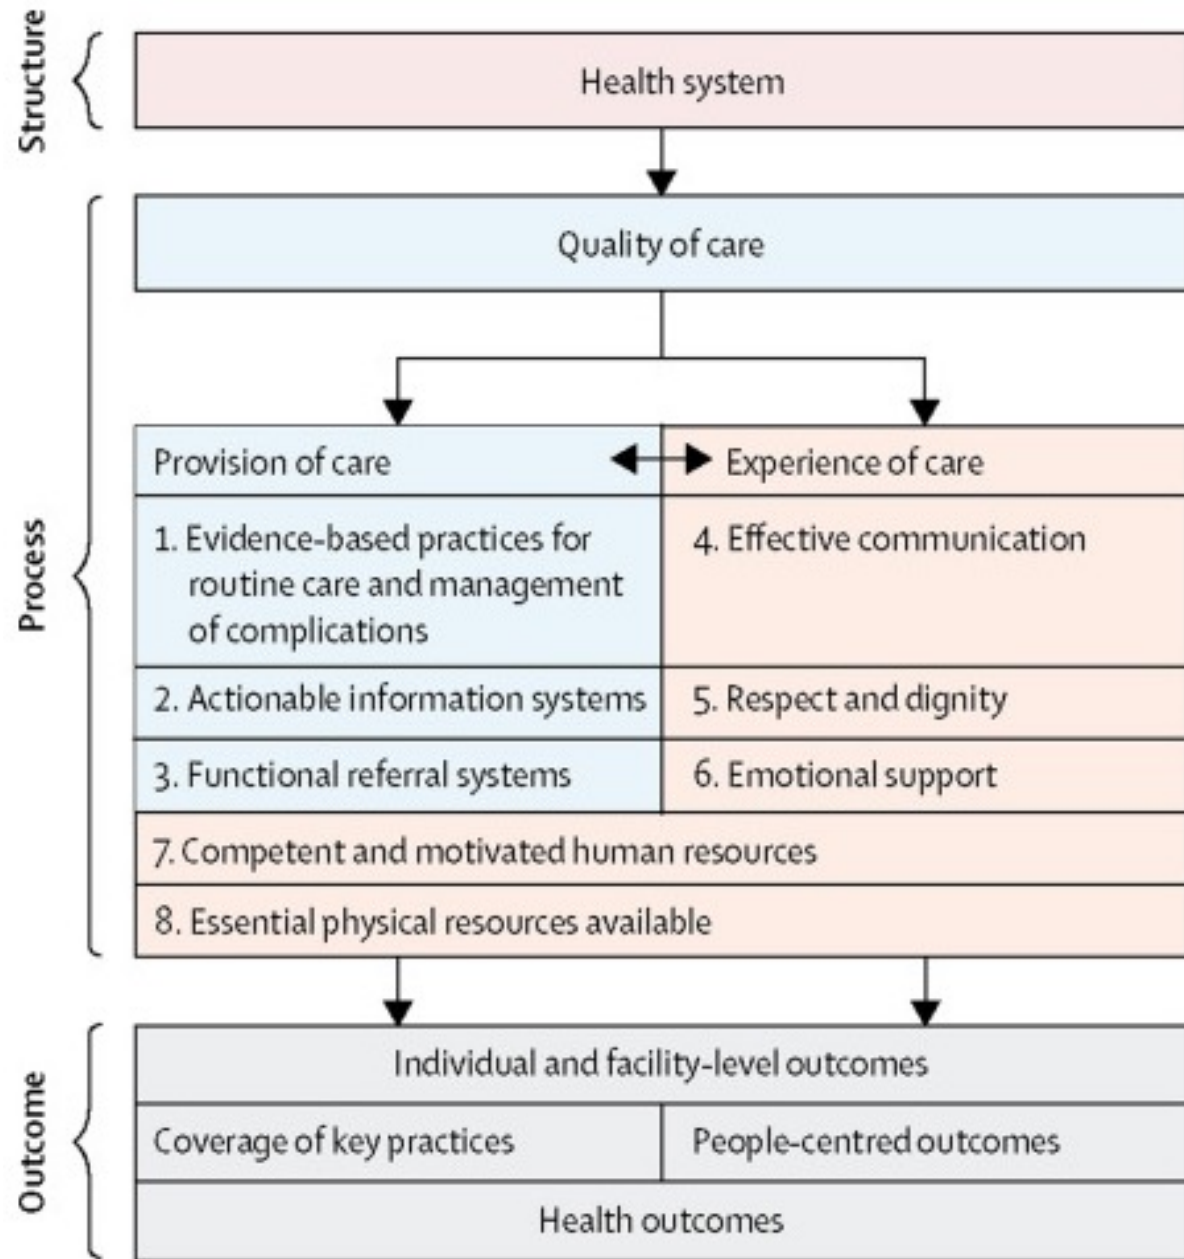 Structure
Health system
Process
Quality of care
Provision of care
Experience of care
1. Evidence-based practices for
routine care and management
of complications
4. Effective communication
2. Actionable information systems
5. Respect and dignity
3. Functional referral systems
6. Emotional support
7. Competent and motivated human resources
8. Essential physical resources available
Outcome
Individual and facility-level outcomes
Coverage of key practices
People-centred outcomes
Health outcomes